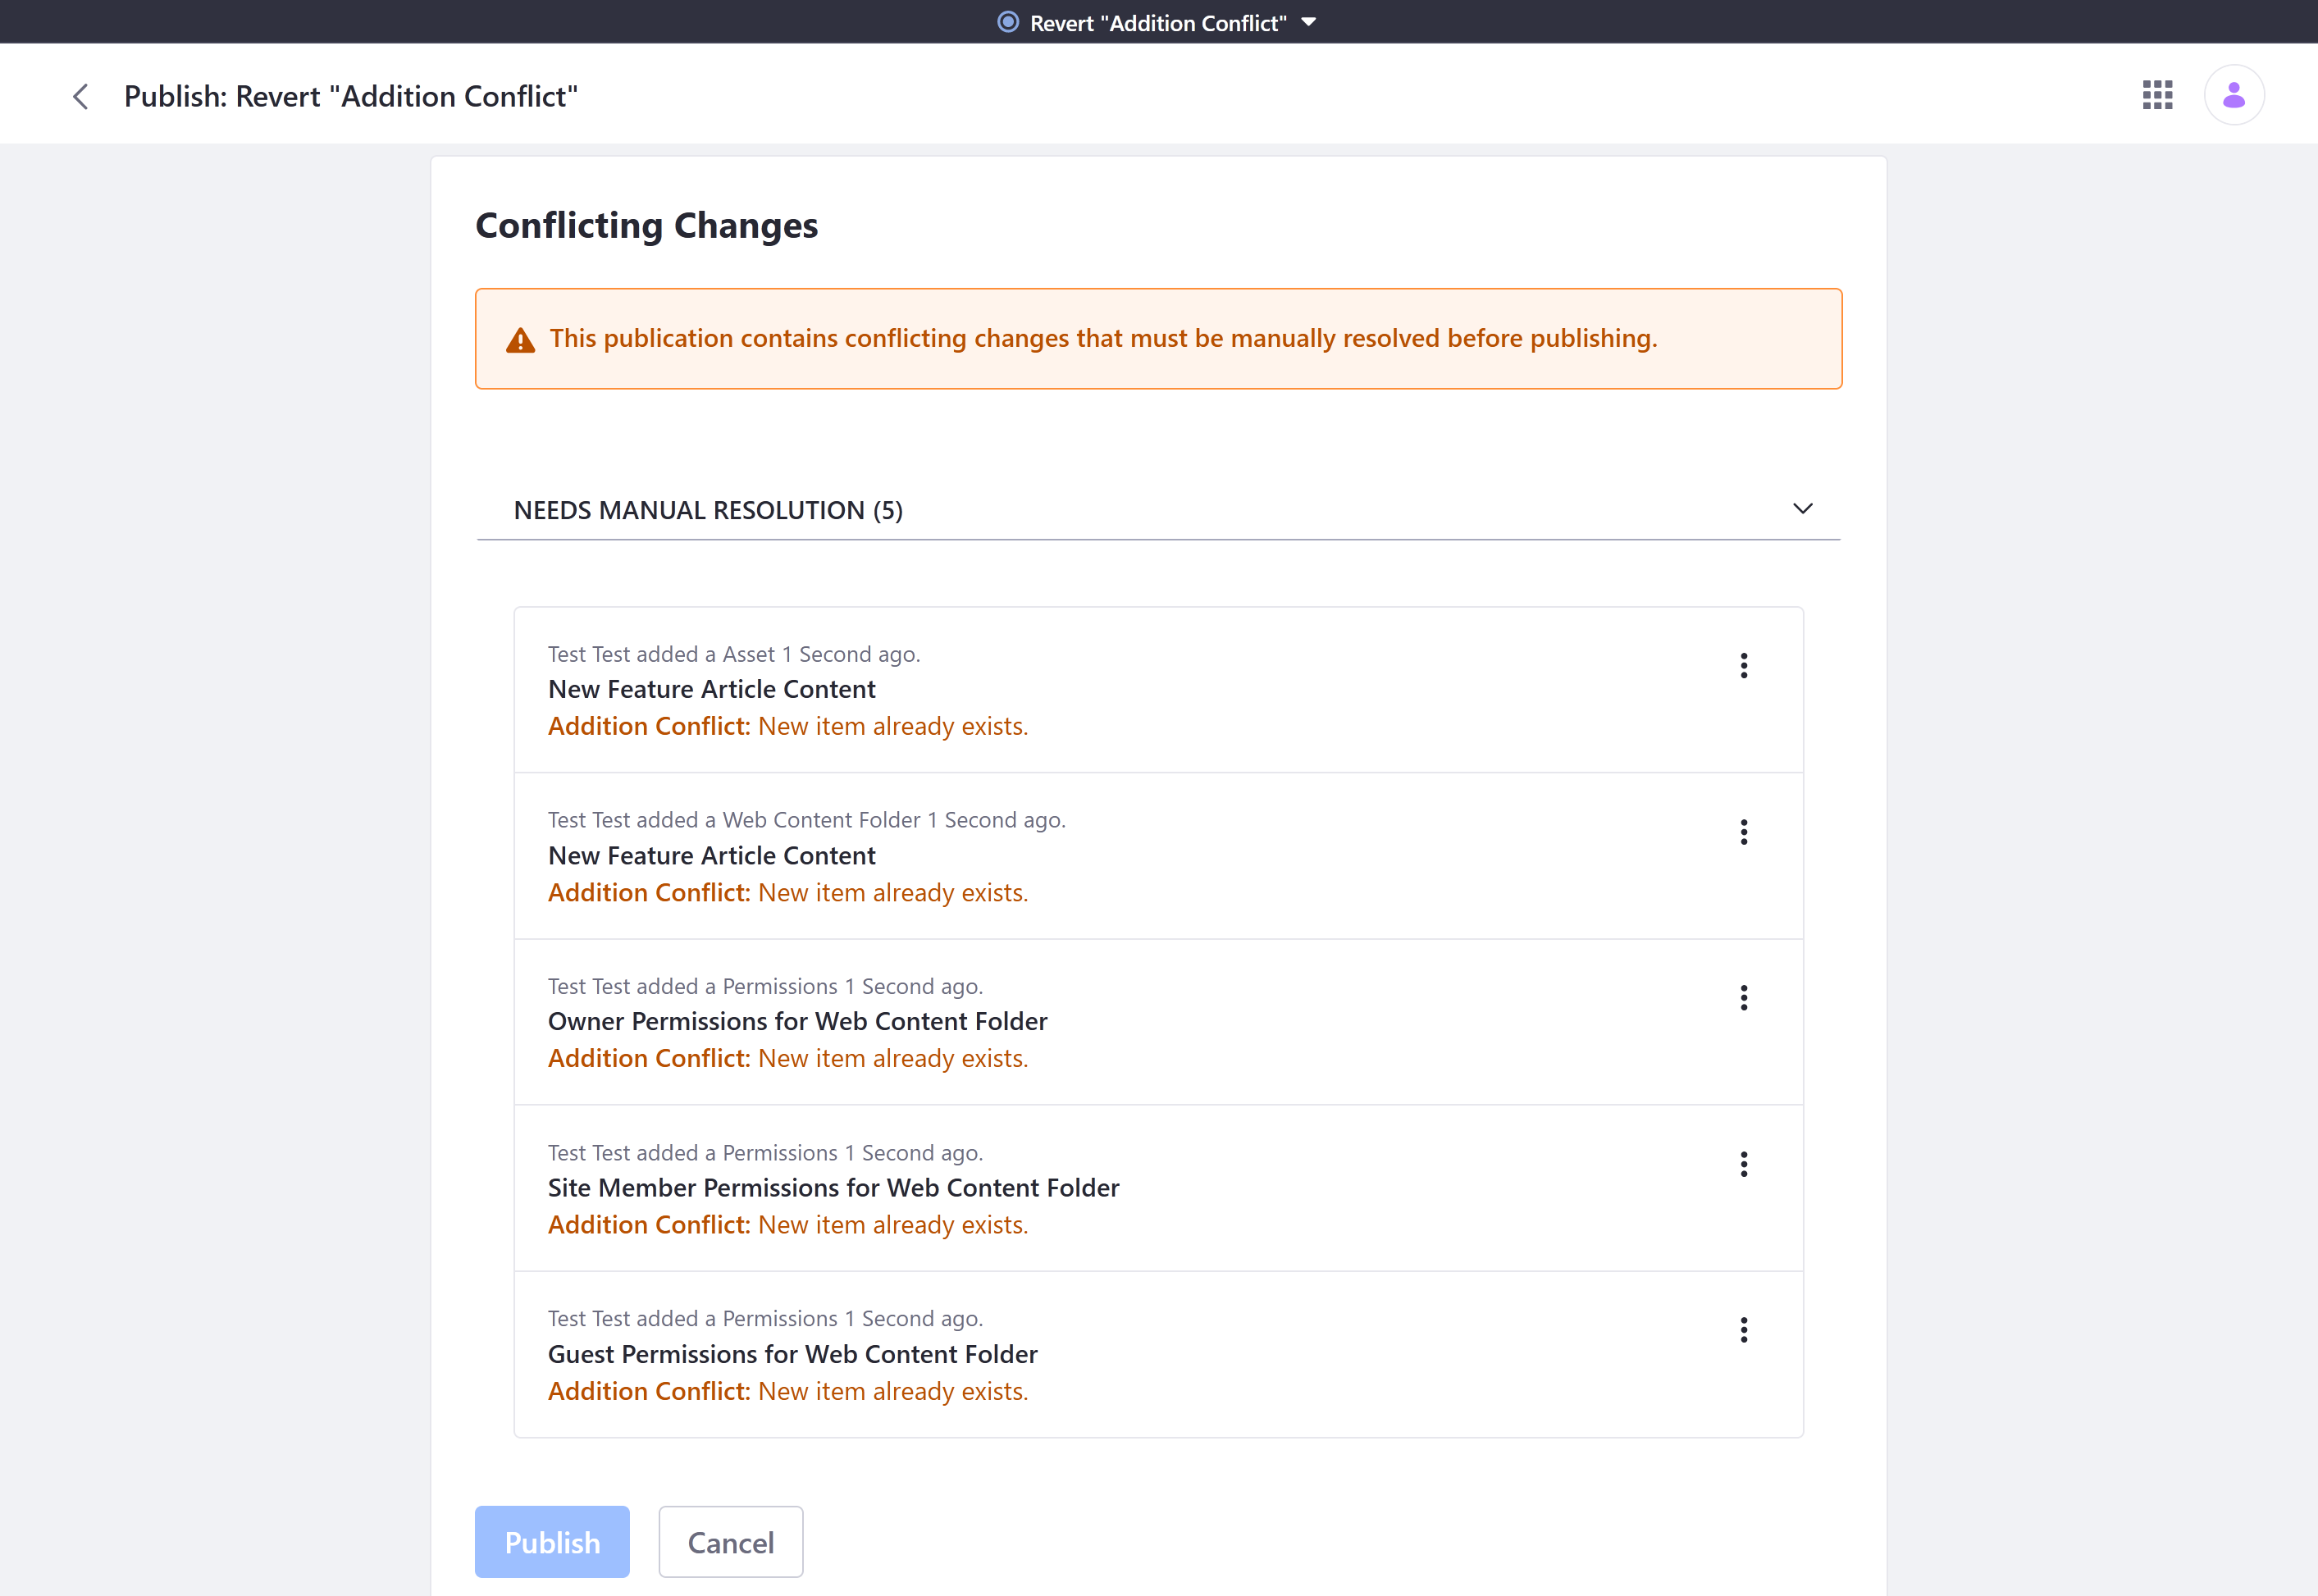 Revert "Addition Conflict"
Publish: Revert "Addition Conflict"
Conflicting Changes
This publication contains conflicting changes that must be manually resolved before publishing.
NEEDS MANUAL RESOLUTION (5)
Test Test added a Asset 1 Second ago.
New Feature Article Content
Addition Conflict: New item already exists.
Test Test added a Web Content Folder 1 Second ago.
New Feature Article Content
Addition Conflict: New item already exists.
Test Test added a Permissions 1 Second ago.
Owner Permissions for Web Content Folder
Addition Conflict: New item already exists.
Test Test added a Permissions 1 Second ago.
Site Member Permissions for Web Content Folder
Addition Conflict: New item already exists.
Test Test added a Permissions 1 Second ago.
Guest Permissions for Web Content Folder
Addition Conflict: New item already exists.
Publish
Cancel